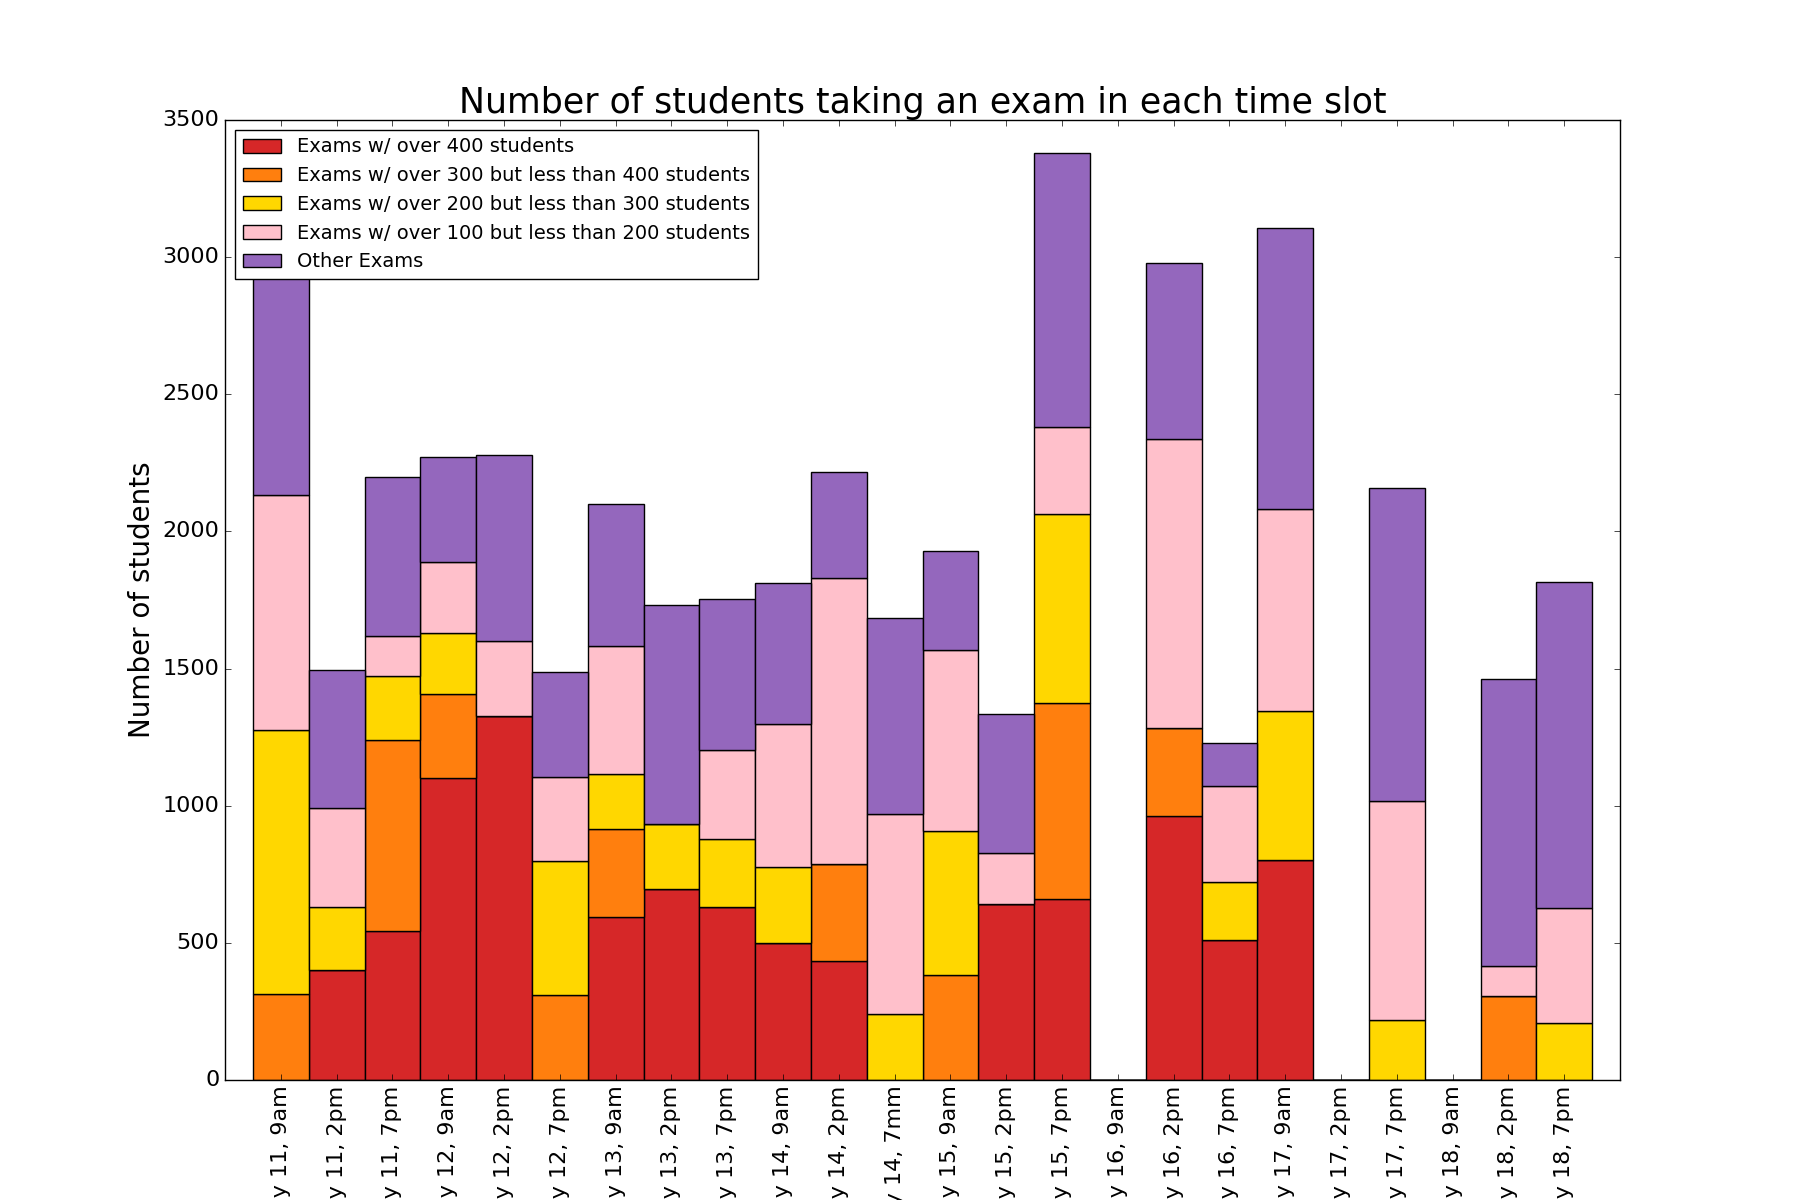 Number of students taking an exam in each time slot
Exams w/ over 400 students
Exams w/ over 300 but less than 400 students
Exams w/ over 200 but less than 300 students
Exams w/ over 100 but less than 200 students
Other Exams
3500
3000
2500
2000
1500
1000
500
0
Number of students
y 11, 9am
y 11, 2pm
y 11, 7pm
y 12, 9am
y 12, 2pm
y 12, 7pm
y 13, 9am
y 13, 2pm
y 13, 7pm
y 14, 9am
y 14, 2pm
y 14, 7mm
y 15, 9am
y 15, 2pm
y 15, 7pm
y 16, 9am
y 16, 2pm
y 16, 7pm
y 17, 9am
y 17, 2pm
y 17, 7pm
y 18, 9am
y 18, 2pm
y 18, 7pm